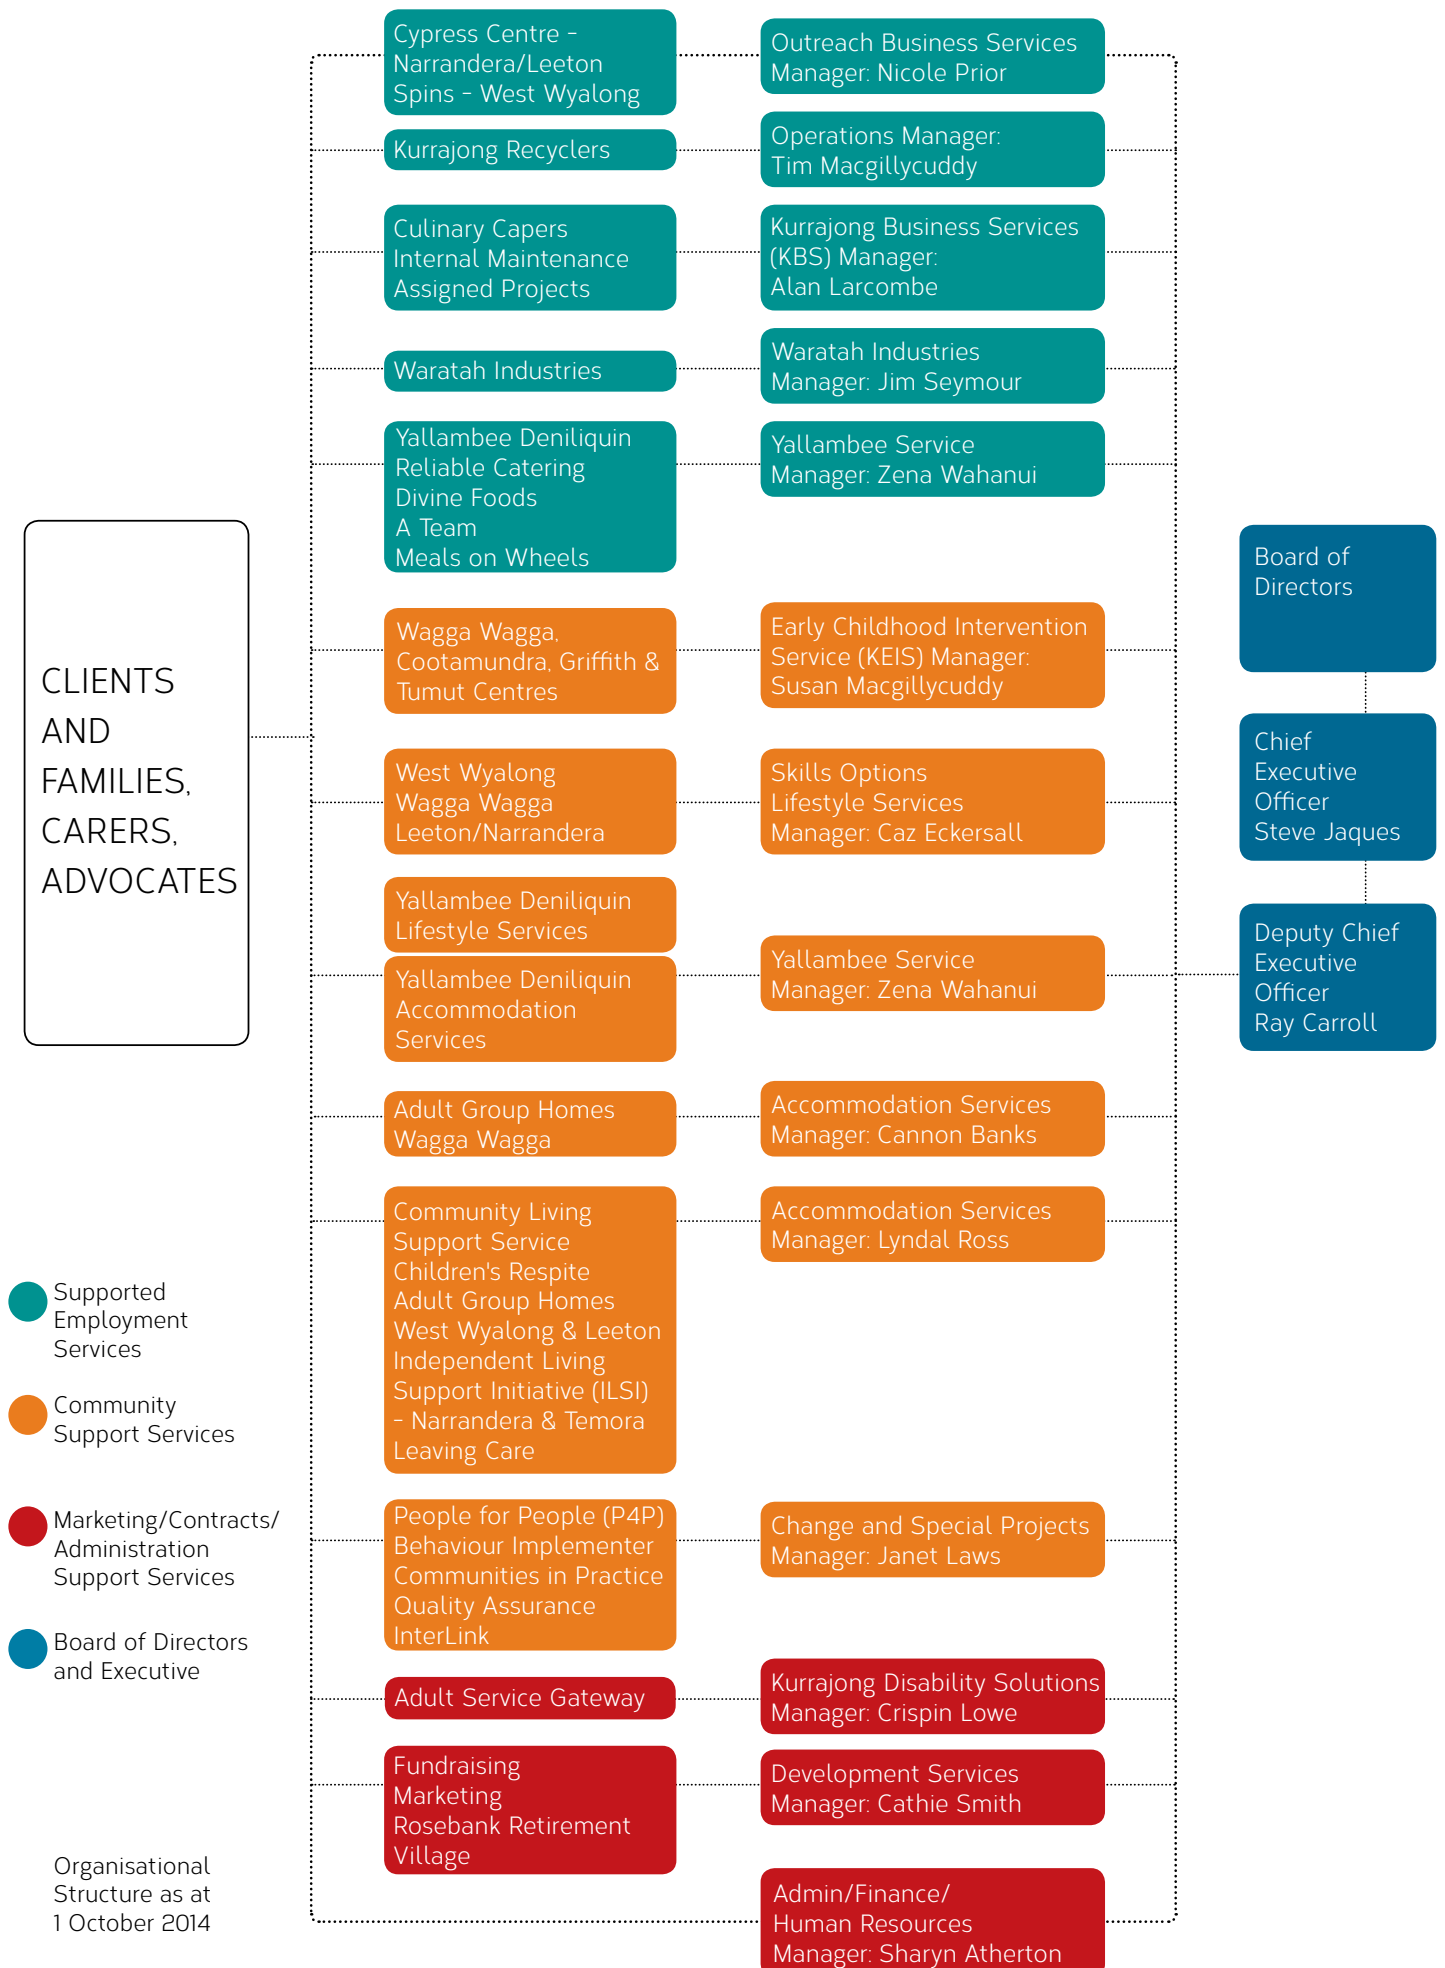 Cypress Centre -
Narrandera/Leeton
Spins - West Wyalong
Outreach Business Services
Manager: Nicole Prior
Kurrajong Recyclers
Operations Manager:
Tim Macgillycuddy
Culinary Capers
Internal Maintenance
Assigned Projects
Kurrajong Business Services
(KBS) Manager:
Alan Larcombe
Waratah Industries
Waratah Industries
Manager: Jim Seymour
Yallambee Deniliquin
Reliable Catering
Divine Foods
A Team
Meals on Wheels
Yallambee Service
Manager: Zena Wahanui
CLIENTS
AND
FAMILIES,
CARERS,
ADVOCATES
Wagga Wagga,
Cootamundra, Griffith &
Tumut Centres
Early Childhood Intervention
Service (KEIS) Manager:
Susan Macgillycuddy
West Wyalong
Wagga Wagga
Leeton/Narrandera
Skills Options
Lifestyle Services
Manager: Caz Eckersall
Yallambee Deniliquin
Lifestyle Services
Yallambee Deniliquin
Accommodation
Services
Yallambee Service
Manager: Zena Wahanui
Adult Group Homes
Wagga Wagga
Accommodation Services
Manager: Cannon Banks
Community Living
Support Service
Children's Respite
Adult Group Homes
West Wyalong & Leeton
Independent Living
Support Initiative (ILSI)
- Narrandera & Temora
Leaving Care
Accommodation Services
Manager: Lyndal Ross
People for People (P4P)
Behaviour Implementer
Communities in Practice
Quality Assurance
InterLink
Change and Special Projects
Manager: Janet Laws
Adult Service Gateway
Kurrajong Disability Solutions
Manager: Crispin Lowe
Fundraising
Marketing
Rosebank Retirement
Village
Development Services
Manager: Cathie Smith
Admin/Finance/
Human Resources
Manager: Sharyn Atherton
Board of
Directors
Chief
Executive
Officer
Steve Jaques
Deputy Chief
Executive
Officer
Ray Carroll
Supported
Employment
Services
Community
Support Services
Marketing/Contracts/
Administration
Support Services
Board of Directors
and Executive
Organisational
Structure as at
1 October 2014